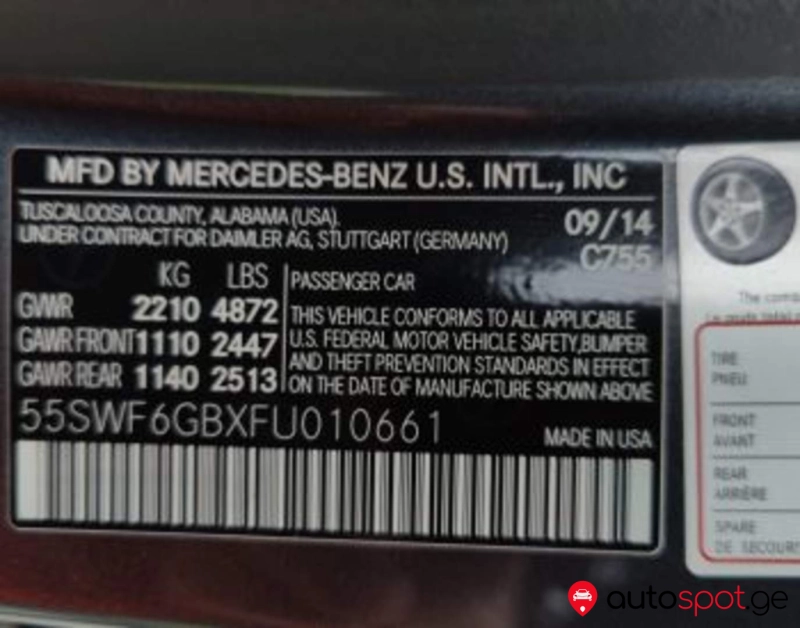 MFD BY MERCEDES-BENZ U.S. INTL., INC
TUSCALOOSA COUNTY, ALABAMA (USA).
UNDER CONTRACT FOR DAIMLER AG, STUTTGART (GERMANY)
09/14
C755
KG LBS
GVWR 2210 4872
GAWR FRONT 1110 2447
GAWR REAR 1140 2513
PASSENGER CAR
THIS VEHICLE CONFORMS TO ALL APPLICABLE
U.S. FEDERAL MOTOR VEHICLE SAFETY,BUMPER
AND THEFT PREVENTION STANDARDS IN EFFECT
ON THE DATE OF MANUFACTURE SHOWN ABOVE
55SWF6GBXFU010661
MADE IN USA
The
TIRE
PNEU
FRONT
AVANT
REAR
ARRIÈRE
SPARE
DE
autospot.ge